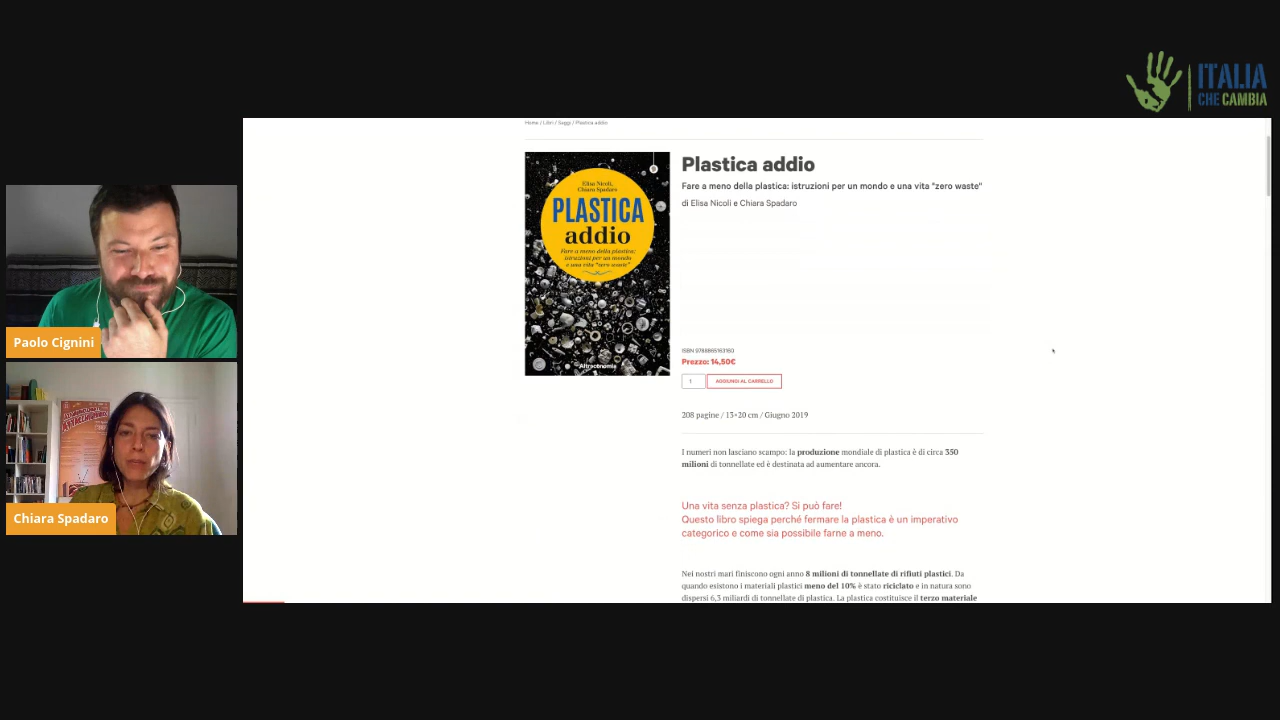 ITALIA
CHE CAMBIA
Home / Libri / Saggi / Plastica addio
Elisa Nicoli,
Chiara Spadaro
PLASTICA
addio
Fare a meno della plastica:
istruzioni per un mondo
e una vita "zero waste"
Altreconomia
Plastica addio
Fare a meno della plastica: istruzioni per un mondo e una vita "zero waste"
di Elisa Nicoli e Chiara Spadaro
Prezzo: 14,50€
1
AGGIUNGI AL CARRELLO
208 pagine / 13×20 cm / Giugno 2019
I numeri non lasciano scampo: la produzione mondiale di plastica è di circa 350
milioni di tonnellate ed è destinata ad aumentare ancora.
Una vita senza plastica? Si può fare!
Questo libro spiega perché fermare la plastica è un imperativo
categorico e come sia possibile farne a meno.
Nei nostri mari finiscono ogni anno 8 milioni di tonnellate di rifiuti plastici. Da
quando esistono i materiali plastici meno del 10% è stato riciclato e in natura sono
dispersi 6,3 miliardi di tonnellate di plastica. La plastica costituisce il terzo materiale
Paolo Cignini
Chiara Spadaro